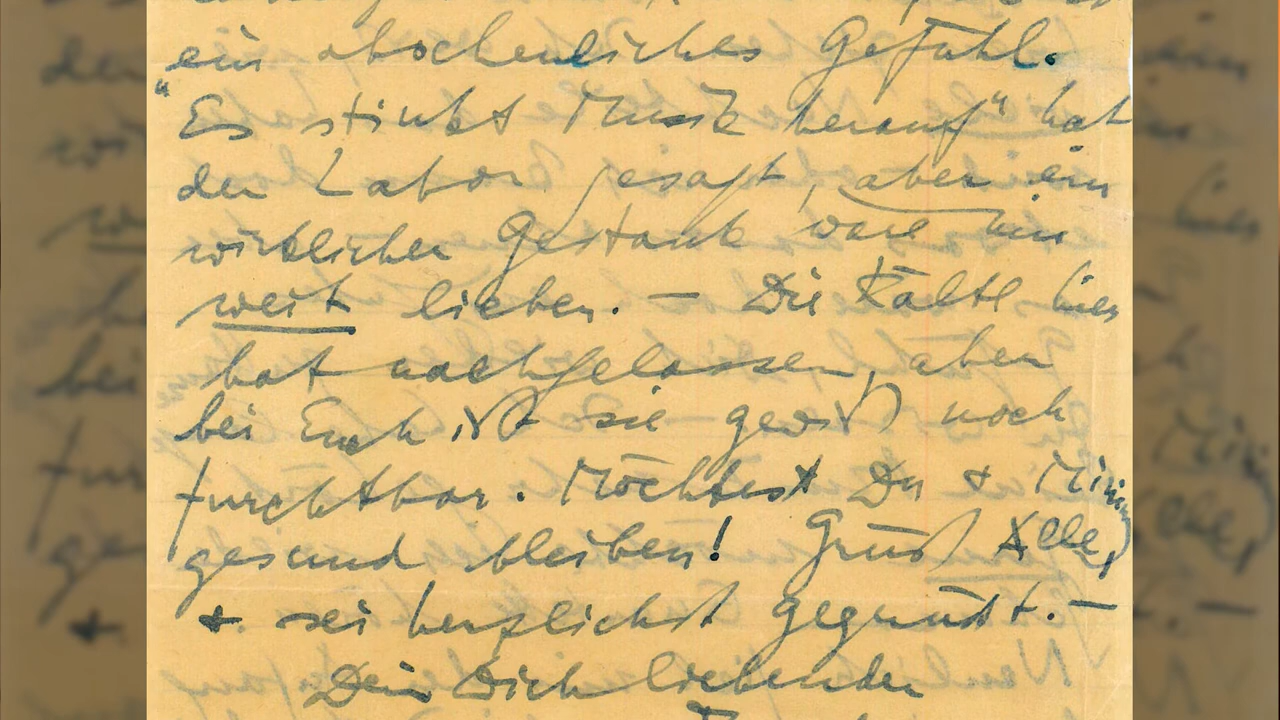 ein abscheuliches Gefühl.
"Es stinkt Musik herauf" hat
der Labor gesagt, aber ein
wirklicher Gestank wäre mir
weit lieber. — Die Kälte hier
hat nachgelassen, aber
bei Euch ist sie gewiß noch
furchtbar. Möchtest Du + Mimi
gesund bleiben! Grüß Alle,
+ sei herzlichst gegrüßt. —
Dein Dich liebender